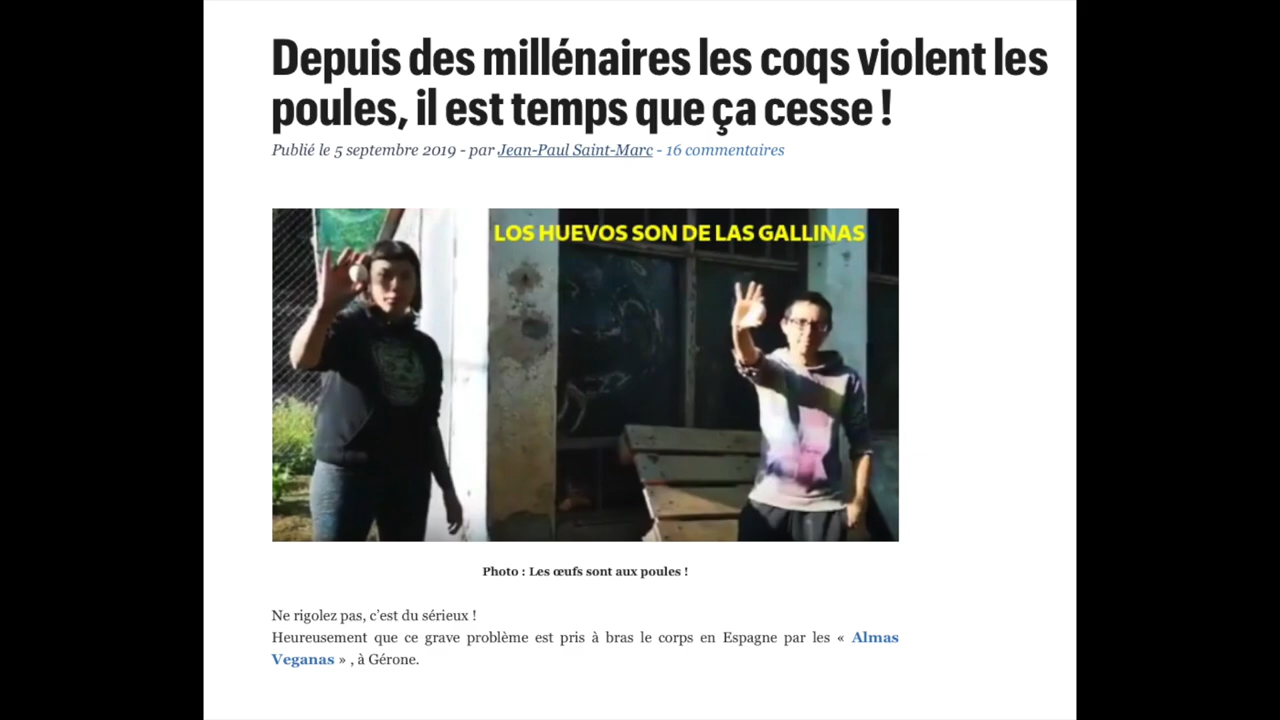 Depuis des millénaires les coqs violent les
poules, il est temps que ça cesse !
Publié le 5 septembre 2019 - par Jean-Paul Saint-Marc - 16 commentaires
LOS HUEVOS SON DE LAS GALLINAS
Photo : Les œufs sont aux poules !
Ne rigolez pas, c’est du sérieux !
Heureusement que ce grave problème est pris à bras le corps en Espagne par les « Almas
Veganas » , à Gérone.